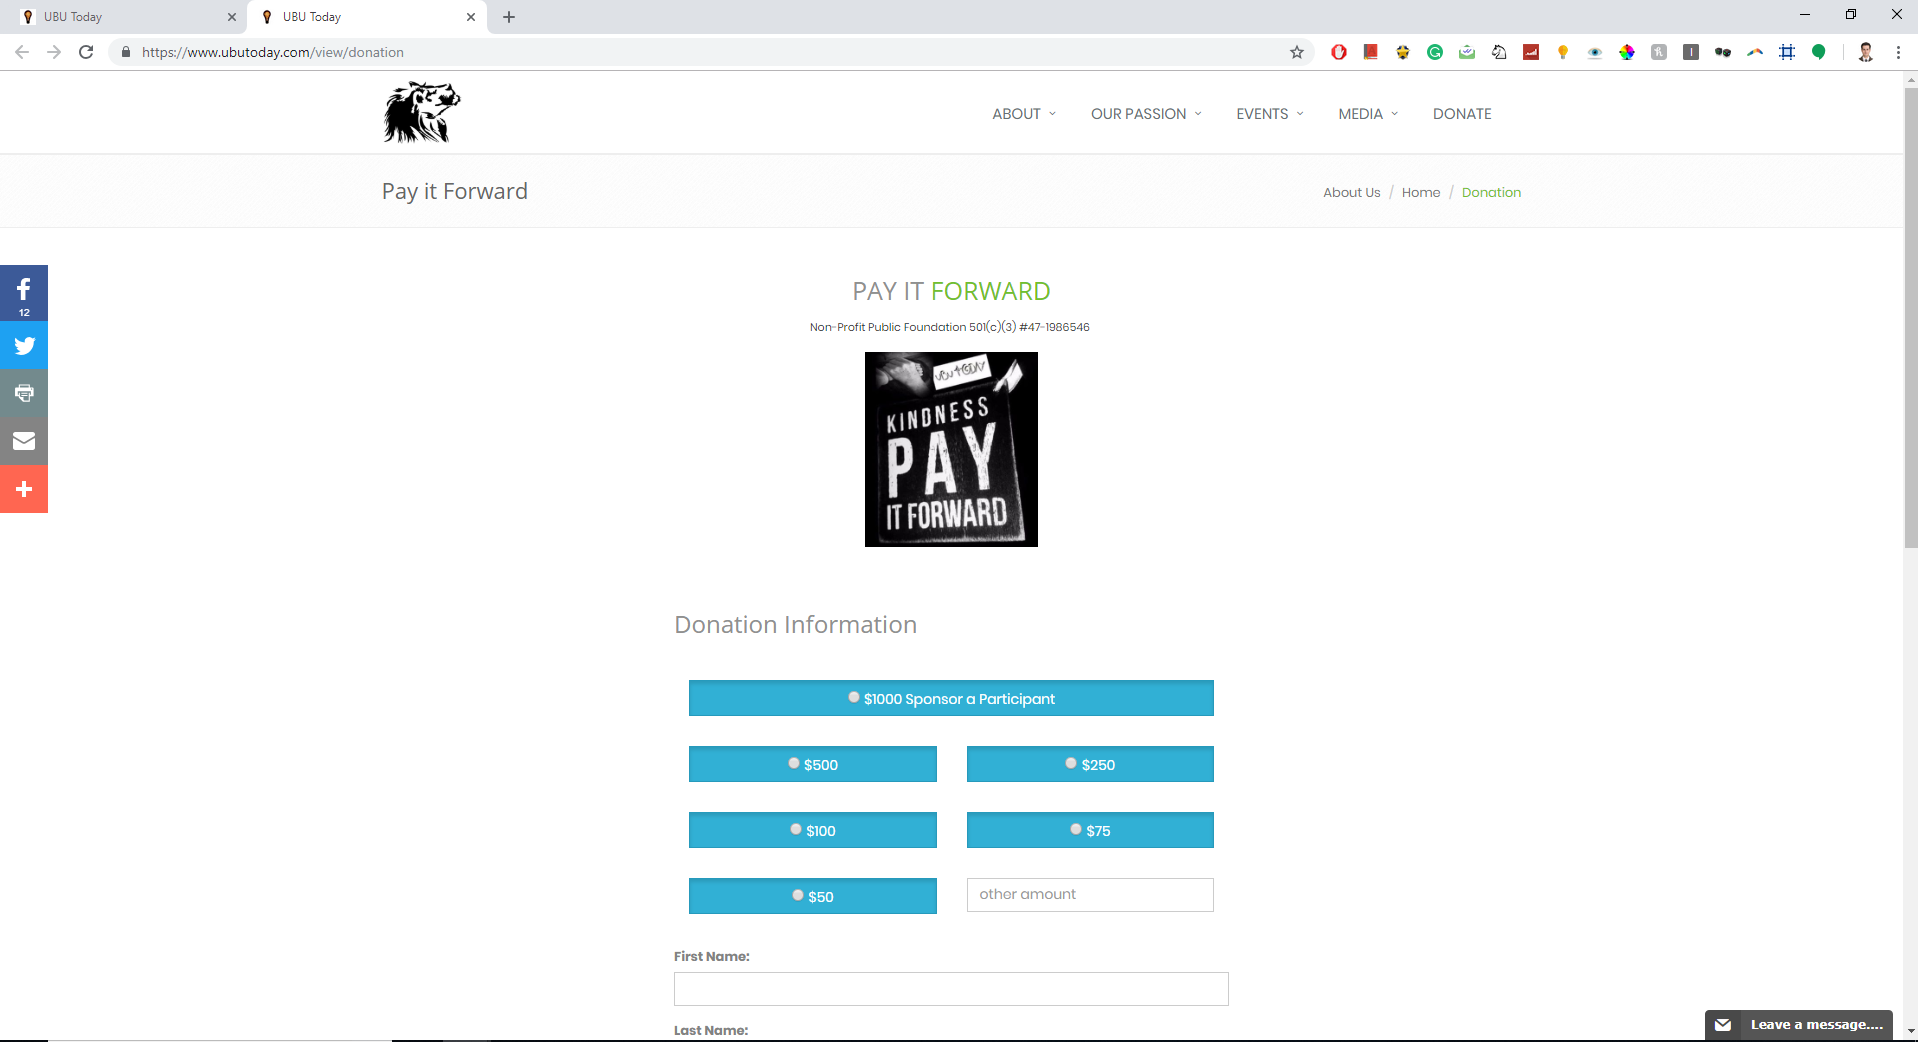 UBU Today
UBU Today
https://www.ubutoday.com/view/donation
ABOUT
OUR PASSION
EVENTS
MEDIA
DONATE
Pay it Forward
About Us / Home / Donation
12
PAY IT FORWARD
Non-Profit Public Foundation 501(c)(3) #47-1986546
UBU TODAY
KINDNESS
PAY
IT FORWARD
Donation Information
$1000 Sponsor a Participant
$500
$250
$100
$75
$50
other amount
First Name:
Last Name:
Leave a message....